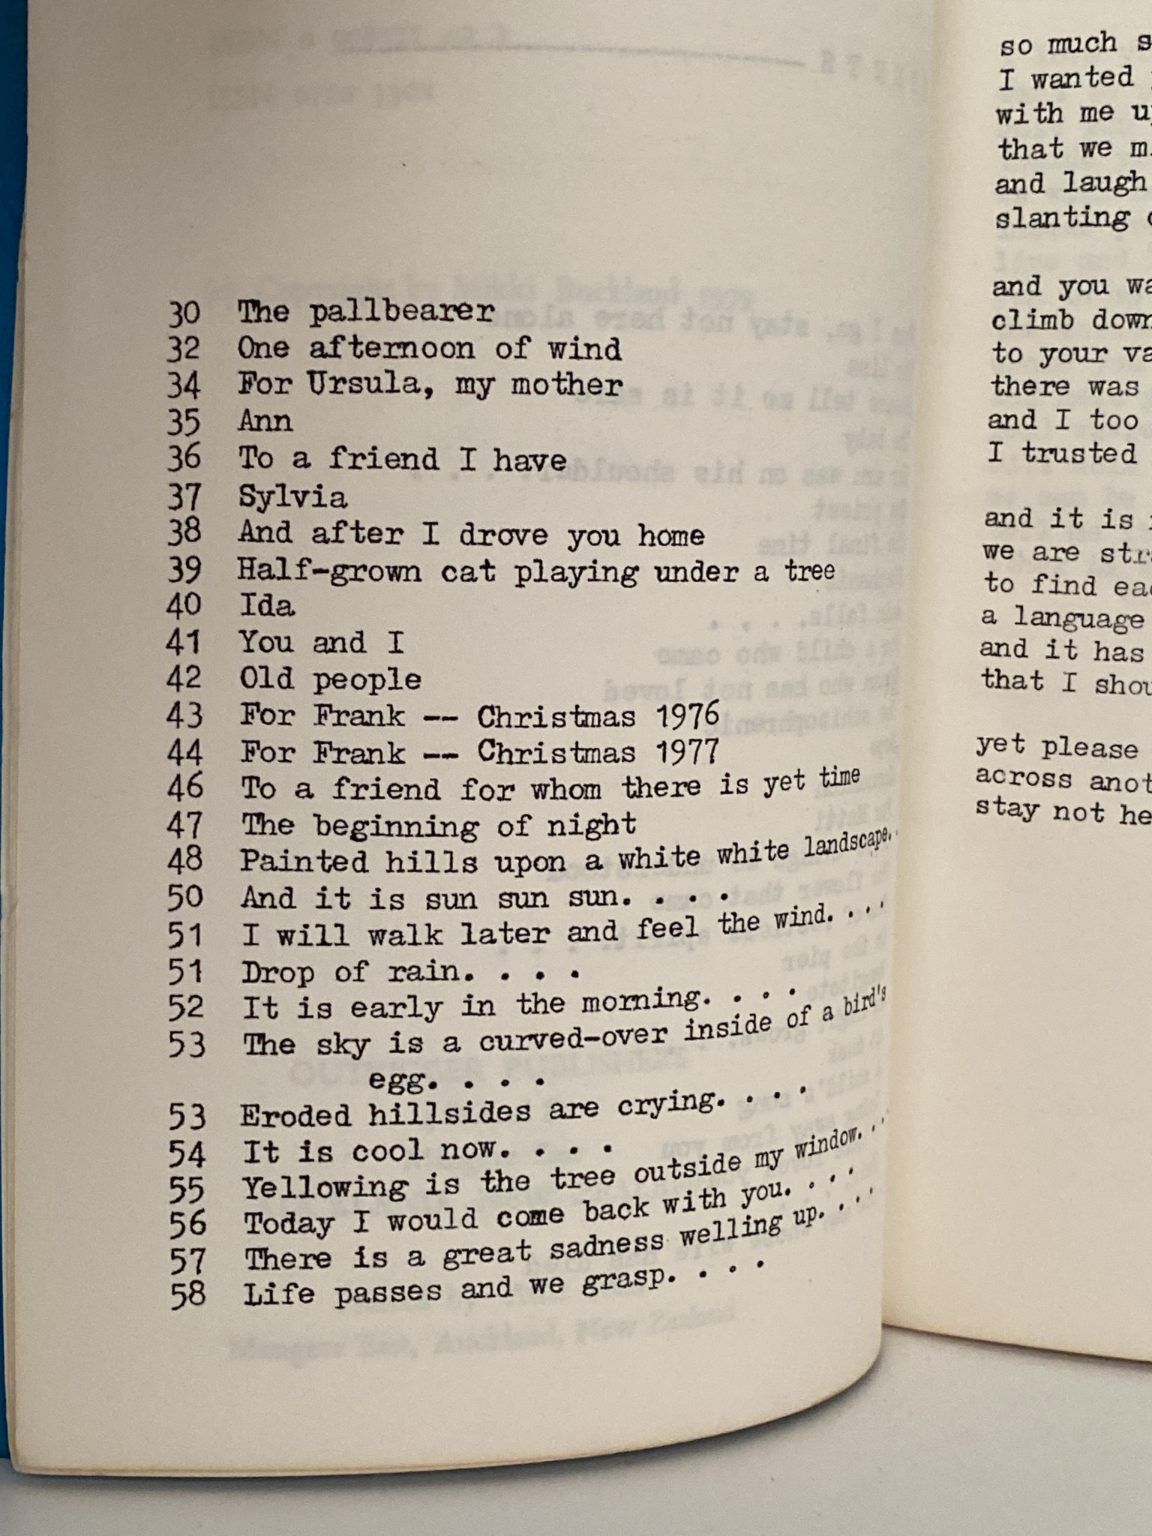 30 The pallbearer
32 One afternoon of wind
34 For Ursula, my mother
35 Ann
36 To a friend I have
37 Sylvia
38 And after I drove you home
39 Half-grown cat playing under a tree
40 Ida
41 You and I
42 Old people
43 For Frank -- Christmas 1976
44 For Frank -- Christmas 1977
46 To a friend for whom there is yet time
47 The beginning of night
48 Painted hills upon a white white landscape..
50 And it is sun sun sun. . . .
51 I will walk later and feel the wind. . . .
51 Drop of rain. . . .
52 It is early in the morning. . . .
53 The sky is a curved-over inside of a bird's
egg. . . .
53 Eroded hillsides are crying. . . .
54 It is cool now. . . .
55 Yellowing is the tree outside my window. . .
56 Today I would come back with you. . . .
57 There is a great sadness welling up. . . .
58 Life passes and we grasp. . . .
so much
I wanted
with me
that we
and laugh
slanting
and you
climb down
to your
there was
and I too
I trusted
and it is
we are
to find
a language
and it has
that I
yet please
across
stay not